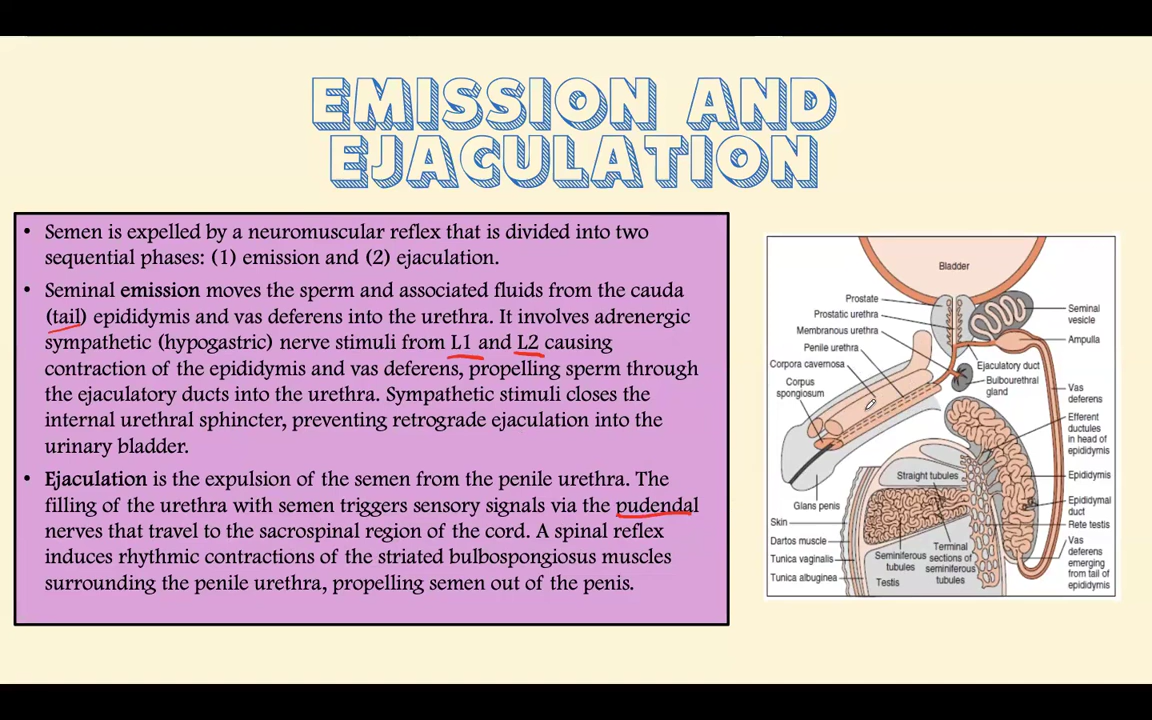 EMISSION AND
EJACULATION
• Semen is expelled by a neuromuscular reflex that is divided into two
sequential phases: (1) emission and (2) ejaculation.
• Seminal emission moves the sperm and associated fluids from the cauda
(tail) epididymis and vas deferens into the urethra. It involves adrenergic
sympathetic (hypogastric) nerve stimuli from L1 and L2 causing
contraction of the epididymis and vas deferens, propelling sperm through
the ejaculatory ducts into the urethra. Sympathetic stimuli closes the
internal urethral sphincter, preventing retrograde ejaculation into the
urinary bladder.
• Ejaculation is the expulsion of the semen from the penile urethra. The
filling of the urethra with semen triggers sensory signals via the pudendal
nerves that travel to the sacrospinal region of the cord. A spinal reflex
induces rhythmic contractions of the striated bulbospongiosus muscles
surrounding the penile urethra, propelling semen out of the penis.
Bladder
Prostate
Prostatic urethra
Membranous urethra
Penile urethra
Corpora cavernosa
Corpus
spongiosum
Glans penis
Skin
Dartos muscle
Tunica vaginalis
Tunica albuginea
Straight tubules
Seminiferous
tubules
Testis
Terminal
sections of
seminiferous
tubules
Seminal
vesicle
Ampulla
Ejaculatory duct
Bulbourethral
gland
Vas
deferens
Efferent
ductules
in head of
epididymis
Epididymis
Epididymal
duct
Rete testis
Vas
deferens
emerging
from tail of
epididymis